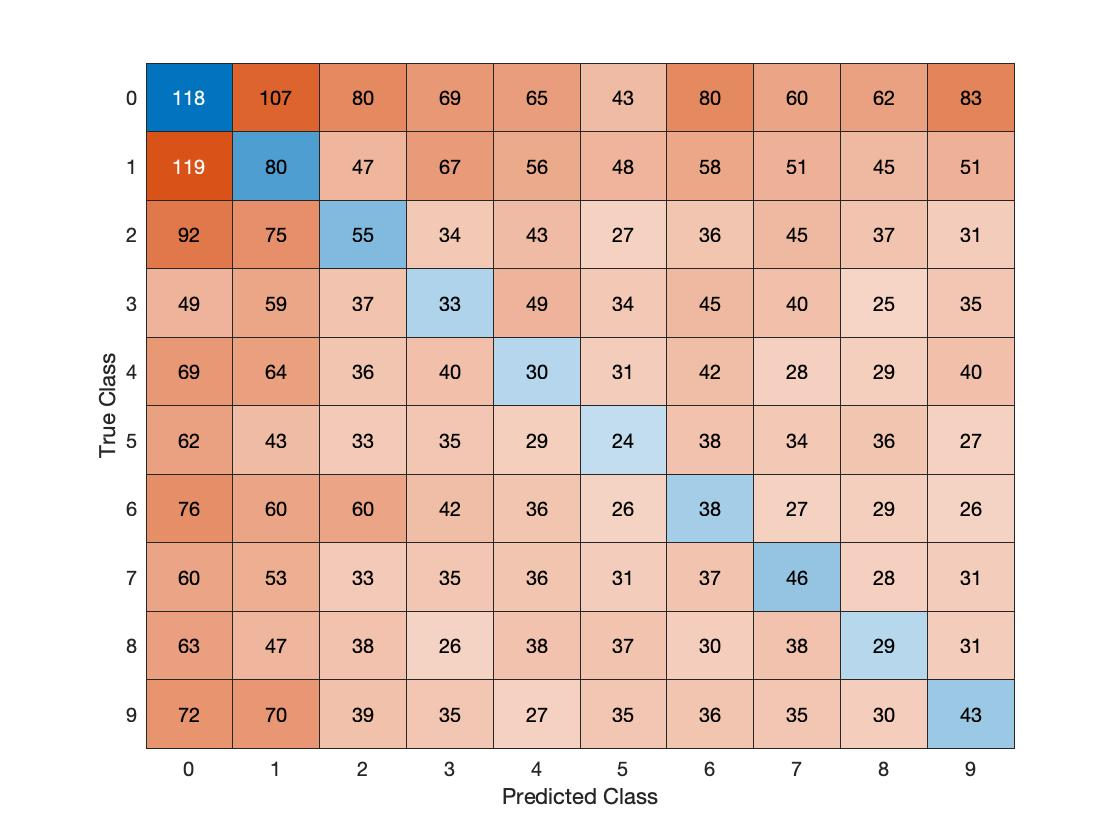 0 118 107 80 69 65 43 80 60 62 83
1 119 80 47 67 56 48 58 51 45 51
2 92 75 55 34 43 27 36 45 37 31
3 49 59 37 33 49 34 45 40 25 35
4 69 64 36 40 30 31 42 28 29 40
5 62 43 33 35 29 24 38 34 36 27
6 76 60 60 42 36 26 38 27 29 26
7 60 53 33 35 36 31 37 46 28 31
8 63 47 38 26 38 37 30 38 29 31
9 72 70 39 35 27 35 36 35 30 43
0 1 2 3 4 5 6 7 8 9
Predicted Class
True Class